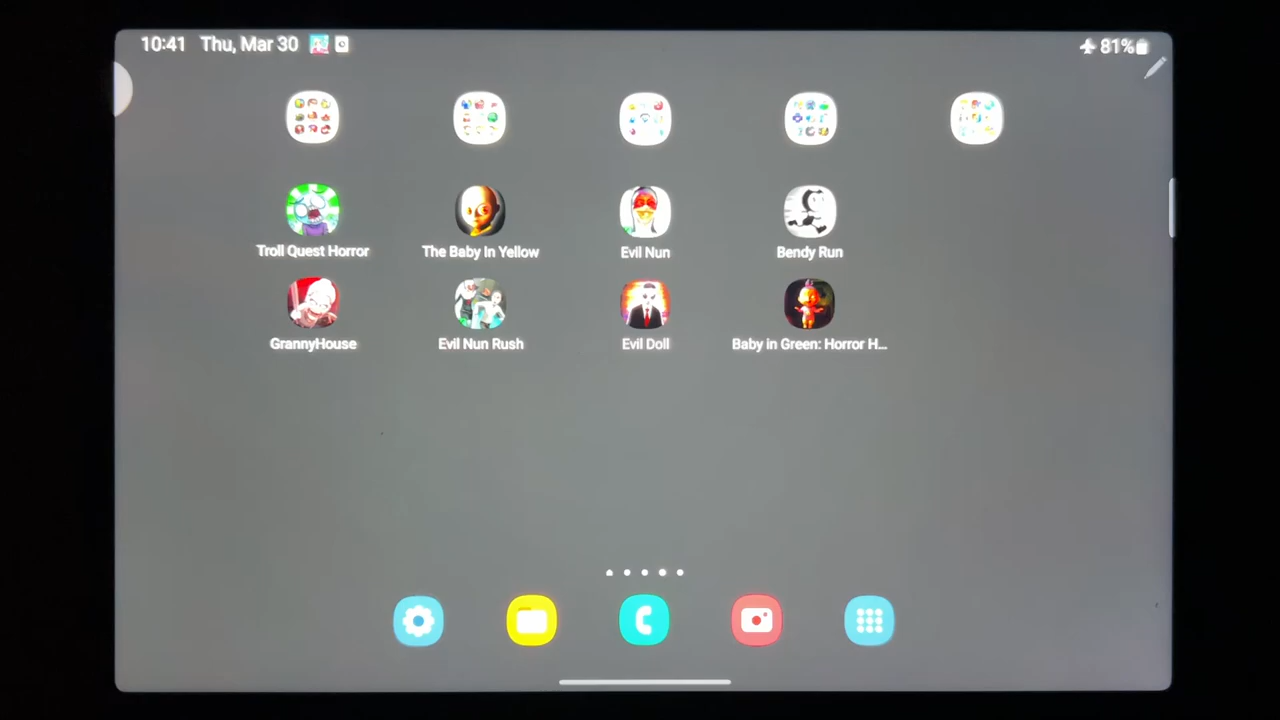 10:41 Thu, Mar 30 81%
Troll Quest Horror The Baby In Yellow Evil Nun Bendy Run
GrannyHouse Evil Nun Rush Evil Doll Baby in Green: Horror H...